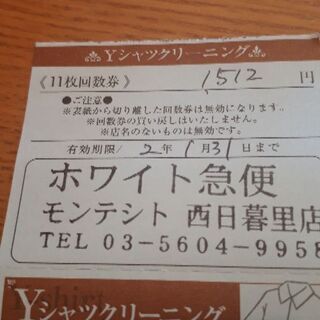 Yシャツクリーニング
《11枚回数券》 1512 円
●ご注意●
※表紙から切り離した回数券は無効になります。
※回数券の買い戻しはいたしません。
※店名のないものは無効です。
有効期限/ 2年 1月31日まで
ホワイト急便
モンテシト 西日暮里店
TEL 03-5604-9958
Yシャツクリーニング